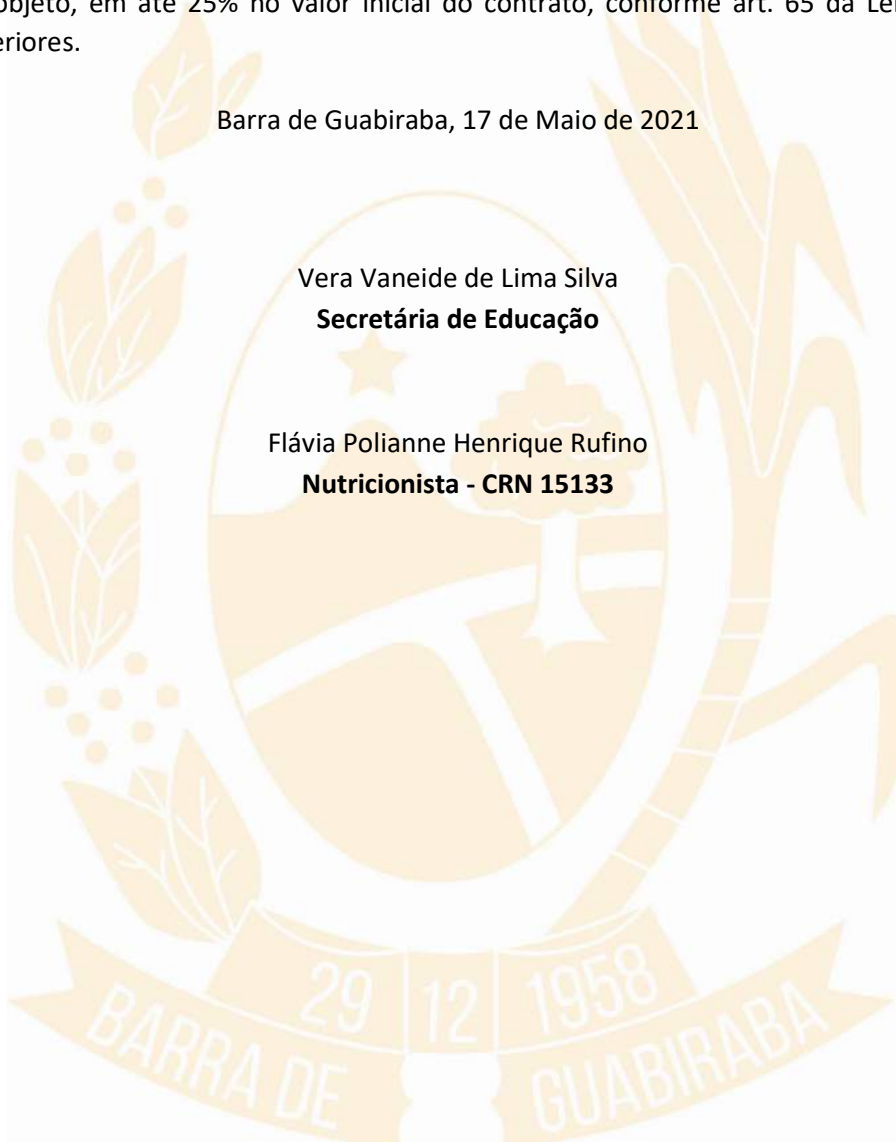 objeto, em até 25% no valor inicial do contrato, conforme art. 65 da Lei
eriores.
Barra de Guabiraba, 17 de Maio de 2021
Vera Vaneide de Lima Silva
Secretária de Educação
Flávia Polianne Henrique Rufino
Nutricionista - CRN 15133
29 12 1958
BARRA DE GUABIRABA